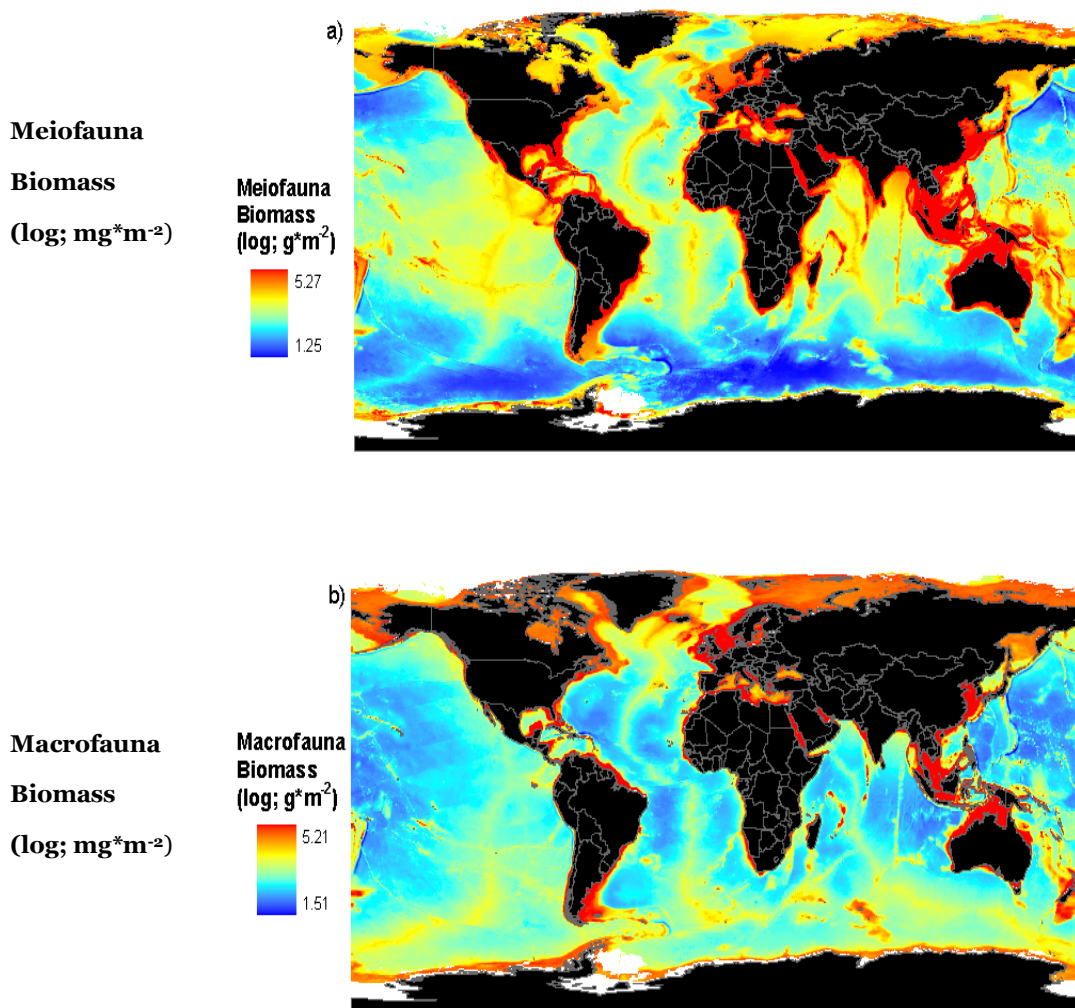 a)
Meiofauna
Biomass
(log; mg*m⁻²)
Meiofauna
Biomass
(log; g*m⁻²)
5.27
1.25
b)
Macrofauna
Biomass
(log; mg*m⁻²)
Macrofauna
Biomass
(log; g*m⁻²)
5.21
1.51